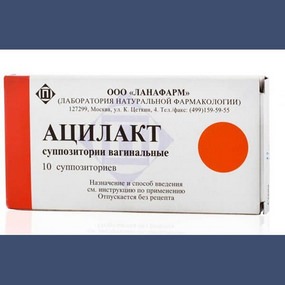 ООО "ЛАНАФАРМ"
(ЛАБОРАТОРИЯ НАТУРАЛЬНОЙ ФАРМАКОЛОГИИ)
127299, Москва, ул. К. Цеткин, 4. Тел./факс: (499)159-59-55
АЦИЛАКТ
суппозитории вагинальные
10 суппозиториев
Назначение и способ введения
см. инструкцию по применению
Отпускается без рецепта